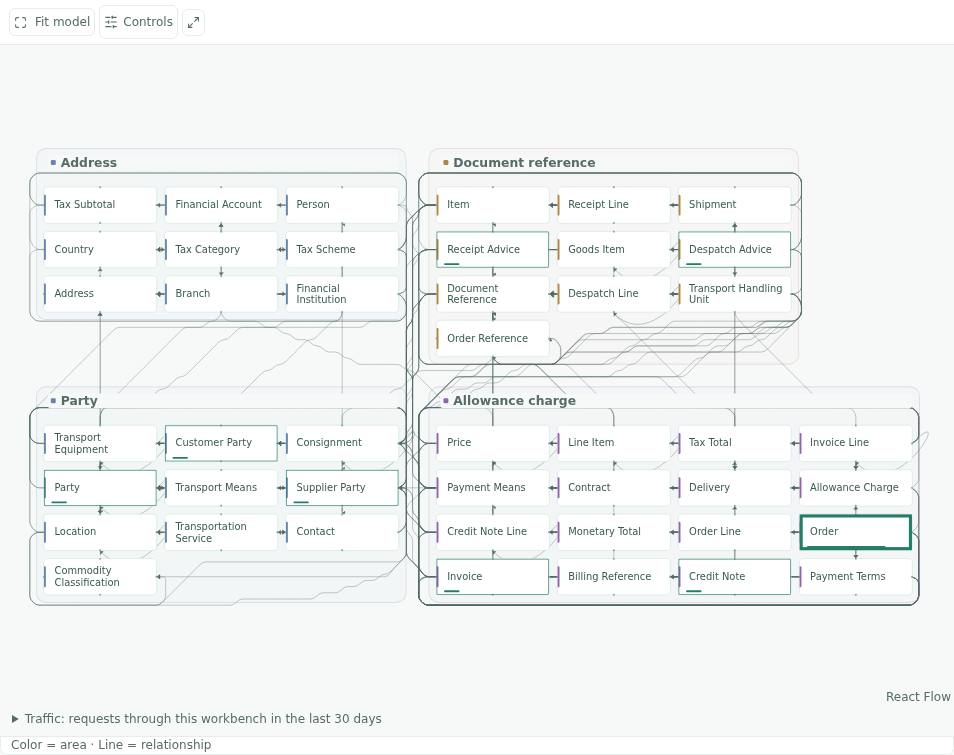 Fit model
Controls
Address
Tax Subtotal
Financial Account
Person
Country
Tax Category
Tax Scheme
Address
Branch
Financial
Institution
Document reference
Item
Receipt Line
Shipment
Receipt Advice
Goods Item
Despatch Advice
Document
Reference
Despatch Line
Transport Handling
Unit
Order Reference
Party
Transport
Equipment
Customer Party
Consignment
Party
Transport Means
Supplier Party
Location
Transportation
Service
Contact
Commodity
Classification
Allowance charge
Price
Line Item
Tax Total
Invoice Line
Payment Means
Contract
Delivery
Allowance Charge
Credit Note Line
Monetary Total
Order Line
Order
Invoice
Billing Reference
Credit Note
Payment Terms
React Flow
Traffic: requests through this workbench in the last 30 days
Color = area · Line = relationship